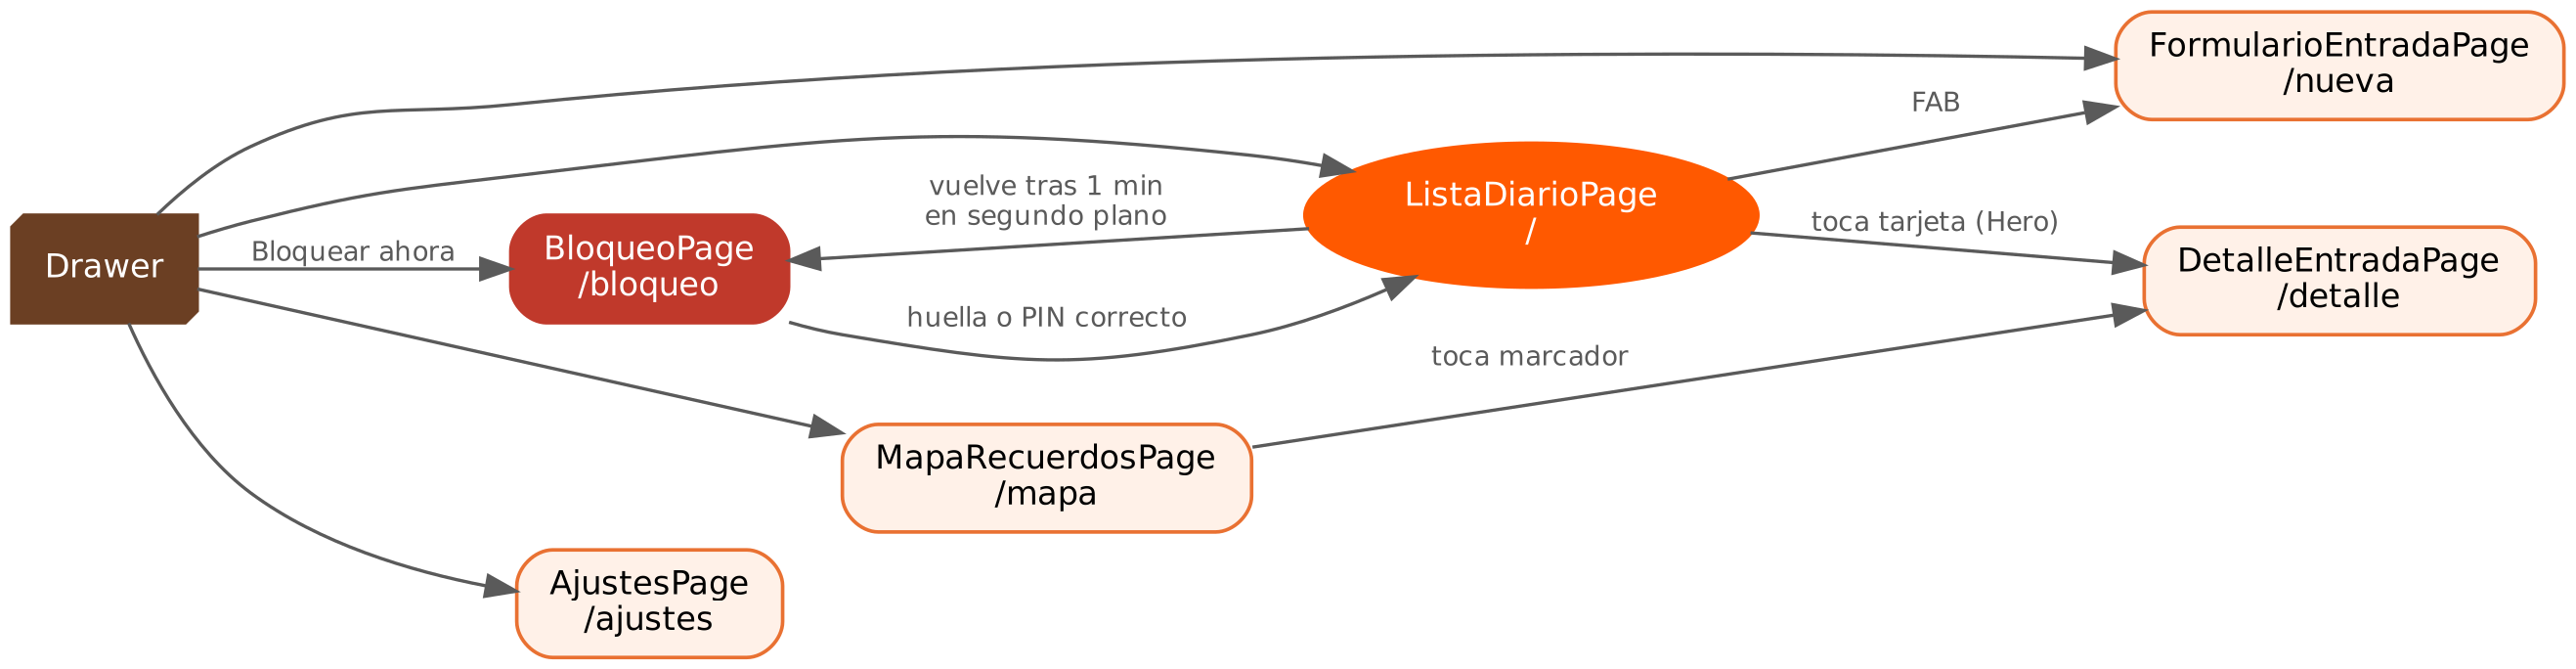 FormularioEntradaPage
/nueva
FAB
vuelve tras 1 min
en segundo plano
ListaDiarioPage
/
toca tarjeta (Hero)
Drawer
Bloquear ahora
BloqueoPage
/bloqueo
DetalleEntradaPage
/detalle
huella o PIN correcto
toca marcador
MapaRecuerdosPage
/mapa
AjustesPage
/ajustes